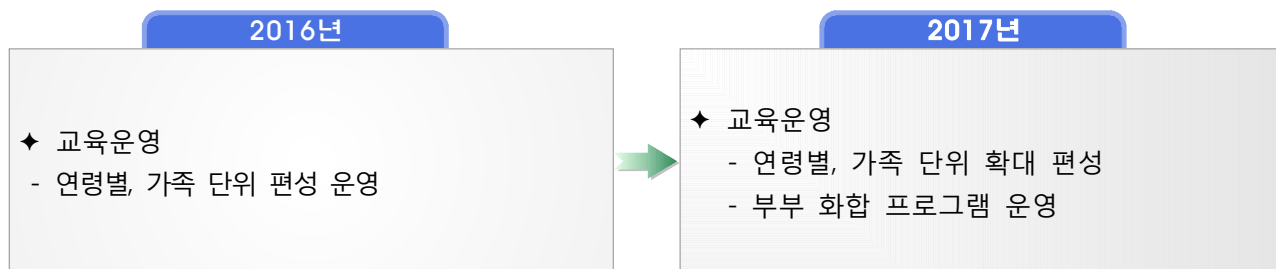 2016년
✦ 교육운영
- 연령별, 가족 단위 편성 운영
2017년
✦ 교육운영
- 연령별, 가족 단위 확대 편성
- 부부 화합 프로그램 운영